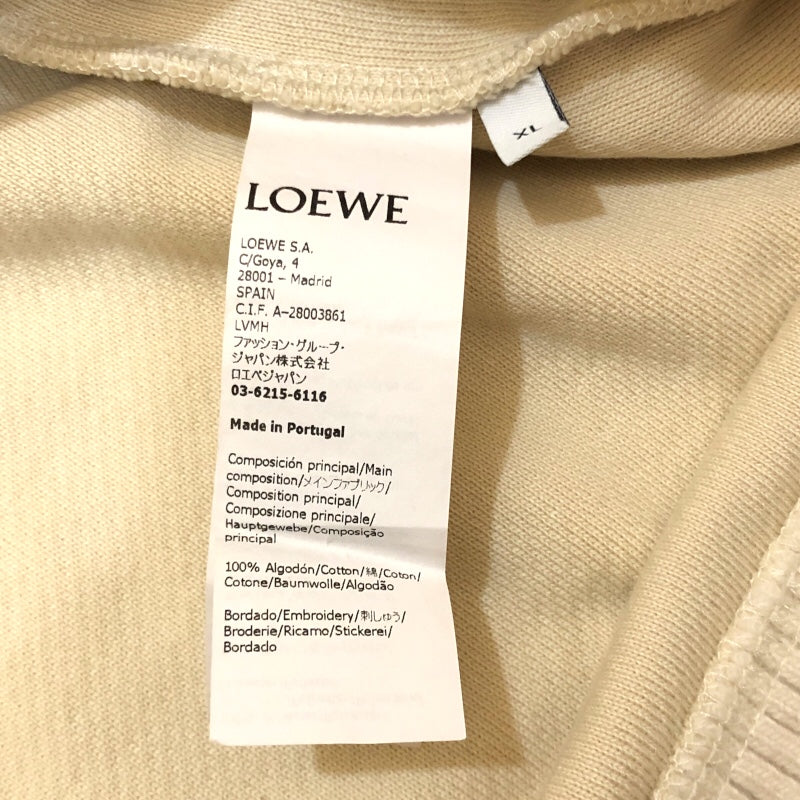 XL
LOEWE
LOEWE S.A.
C/Goya, 4
28001 – Madrid
SPAIN
C.I.F. A–28003861
LVMH
ファッション・グループ・
ジャパン株式会社
ロエベジャパン
03-6215-6116
Made in Portugal
Composición principal/Main
composition/メインファブリック/
Composition principal/
Composizione principale/
Hauptgewebe/Composição
principal
100% Algodón/Cotton/綿/Coton/
Cotone/Baumwolle/Algodão
Bordado/Embroidery/刺しゅう/
Broderie/Ricamo/Stickerei/
Bordado